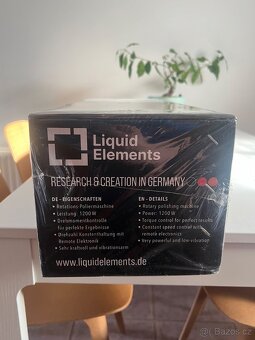 Liquid
Elements
RESEARCH & CREATION IN GERMANY
DE - EIGENSCHAFTEN
• Rotations Poliermaschine
• Leistung: 1200 W
• Drehmomentkontrolle
für perfekte Ergebnisse
• Drehzahl Konstanthaltung mit
Remote Elektronik
• Sehr kraftvoll und vibrationsarm
EN - DETAILS
• Rotary polishing machine
• Power: 1200 W
• Torque control for perfect results
• Constant speed control with
remote electronics
• Very powerful and low-vibration
www.liquidelements.de
Bazos.cz